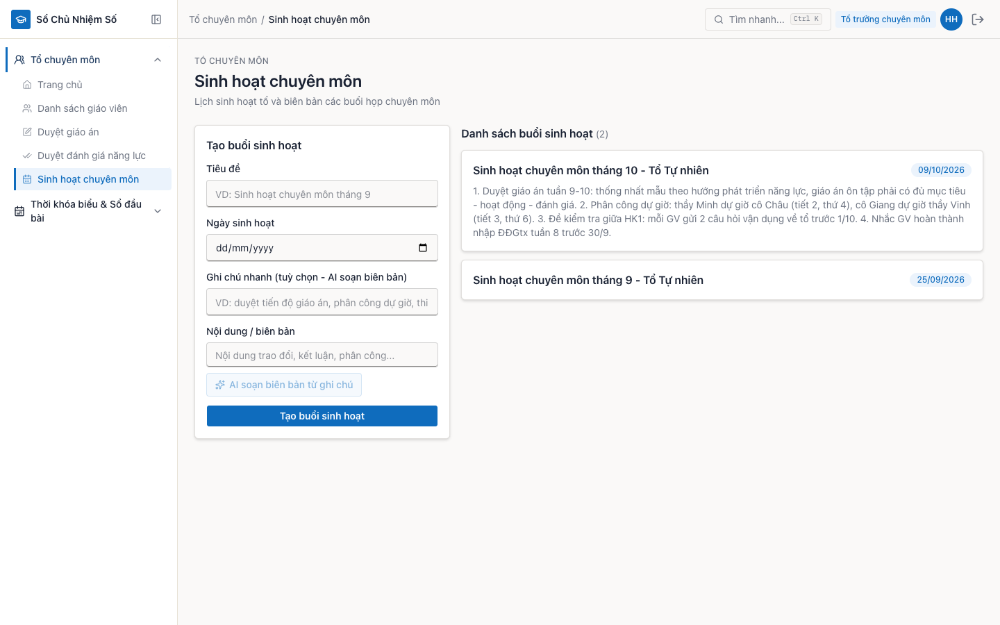 Sổ Chủ Nhiệm Số
Tổ chuyên môn / Sinh hoạt chuyên môn
Tìm nhanh... Ctrl K
Tổ trưởng chuyên môn
HH
Tổ chuyên môn
Trang chủ
Danh sách giáo viên
Duyệt giáo án
Duyệt đánh giá năng lực
Sinh hoạt chuyên môn
Thời khóa biểu & Sổ đầu
bài
TỔ CHUYÊN MÔN
Sinh hoạt chuyên môn
Lịch sinh hoạt tổ và biên bản các buổi họp chuyên môn
Tạo buổi sinh hoạt
Tiêu đề
VD: Sinh hoạt chuyên môn tháng 9
Ngày sinh hoạt
dd/mm/yyyy
Ghi chú nhanh (tuỳ chọn - AI soạn biên bản)
VD: duyệt tiến độ giáo án, phân công dự giờ, thi
Nội dung / biên bản
Nội dung trao đổi, kết luận, phân công...
AI soạn biên bản từ ghi chú
Tạo buổi sinh hoạt
Danh sách buổi sinh hoạt (2)
Sinh hoạt chuyên môn tháng 10 - Tổ Tự nhiên
09/10/2026
1. Duyệt giáo án tuần 9-10: thống nhất mẫu theo hướng phát triển năng lực, giáo án ôn tập phải có đủ mục tiêu
- hoạt động - đánh giá. 2. Phân công dự giờ: thầy Minh dự giờ cô Châu (tiết 2, thứ 4), cô Giang dự giờ thầy Vinh
(tiết 3, thứ 6). 3. Đề kiểm tra giữa HK1: mỗi GV gửi 2 câu hỏi vận dụng về tổ trước 1/10. 4. Nhắc GV hoàn thành
nhập ĐĐGtx tuần 8 trước 30/9.
Sinh hoạt chuyên môn tháng 9 - Tổ Tự nhiên
25/09/2026